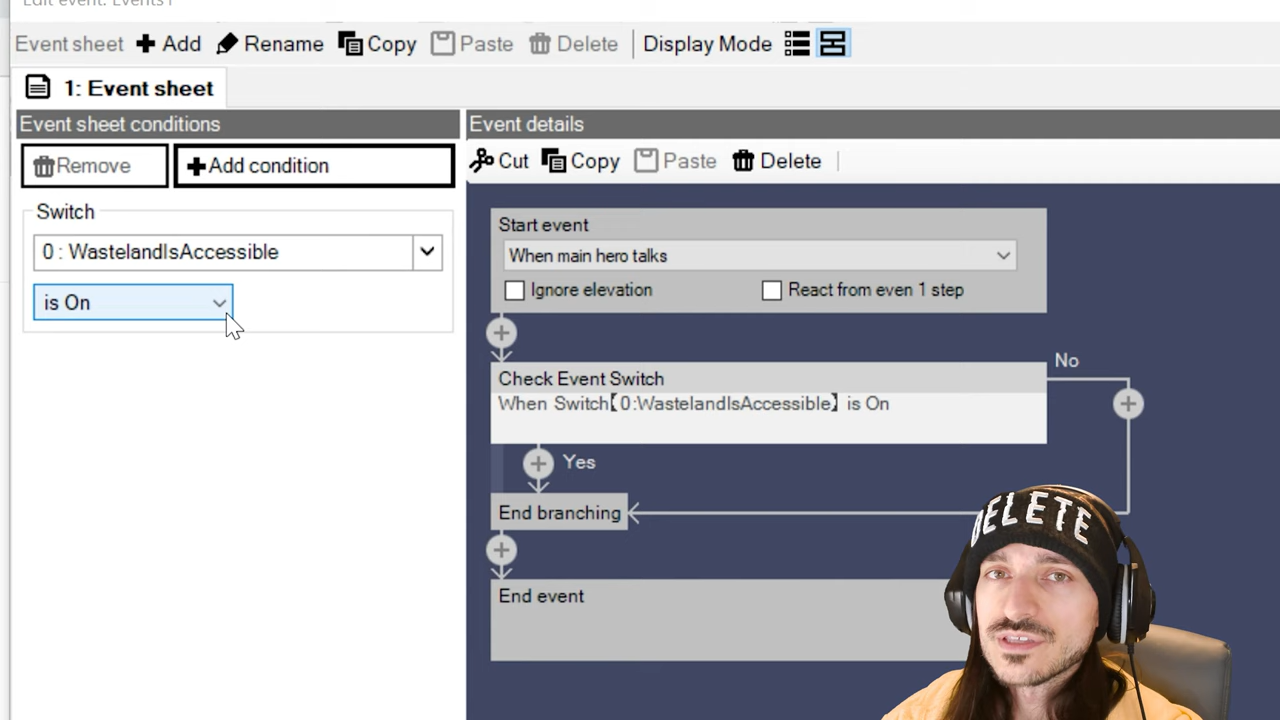 Edit event: Events1
Event sheet Add Rename Copy Paste Delete Display Mode
1: Event sheet
Event sheet conditions
Remove Add condition
Switch
0 : WastelandIsAccessible
is On
Event details
Cut Copy Paste Delete
Start event
When main hero talks
Ignore elevation React from even 1 step
No
Check Event Switch
When Switch【0:WastelandIsAccessible】 is On
Yes
End branching
End event
DELETE